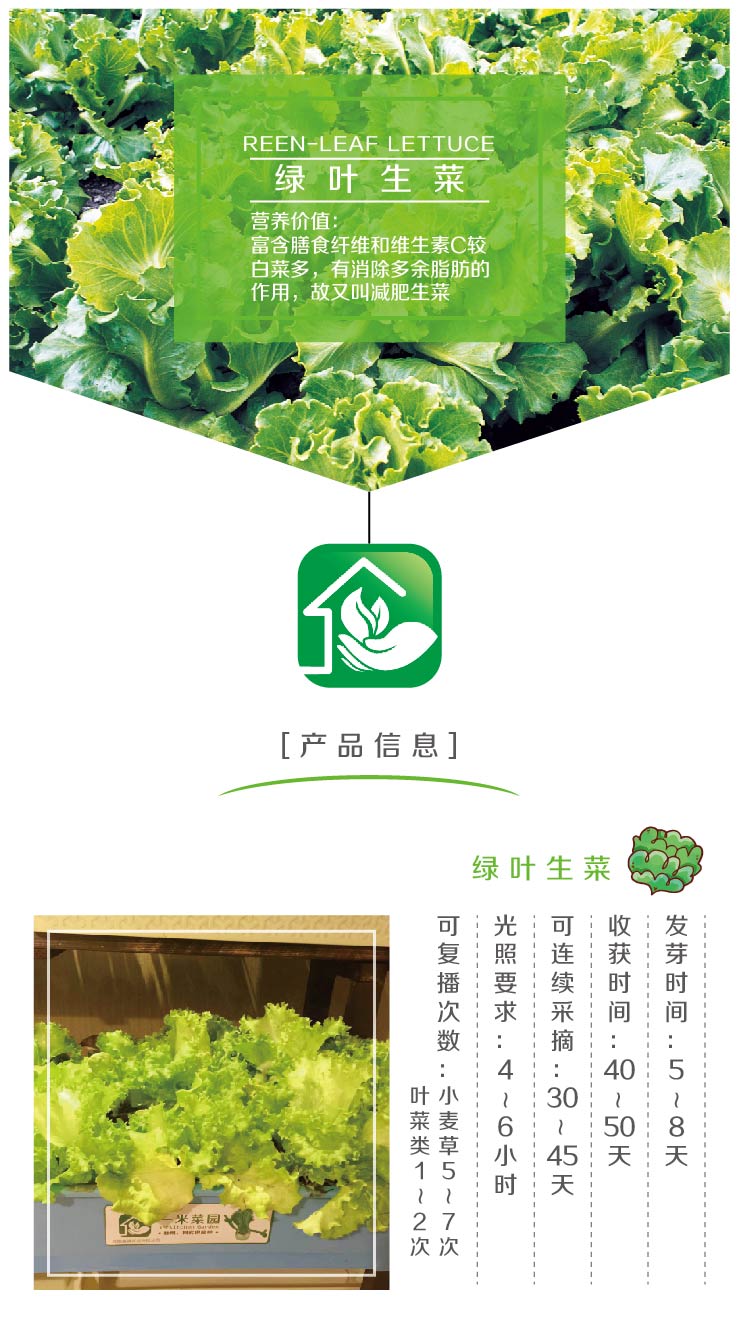 REEN-LEAF LETTUCE
绿叶生菜
营养价值：
富含膳食纤维和维生素C较
白菜多，有消除多余脂肪的
作用，故又叫减肥生菜
[产品信息]
绿叶生菜
发芽时间：5~8天
收获时间：40~50天
可连续采摘：30~45天
光照要求：4~6小时
可复播次数：小麦草5~7次
叶菜类1~2次
一米菜园